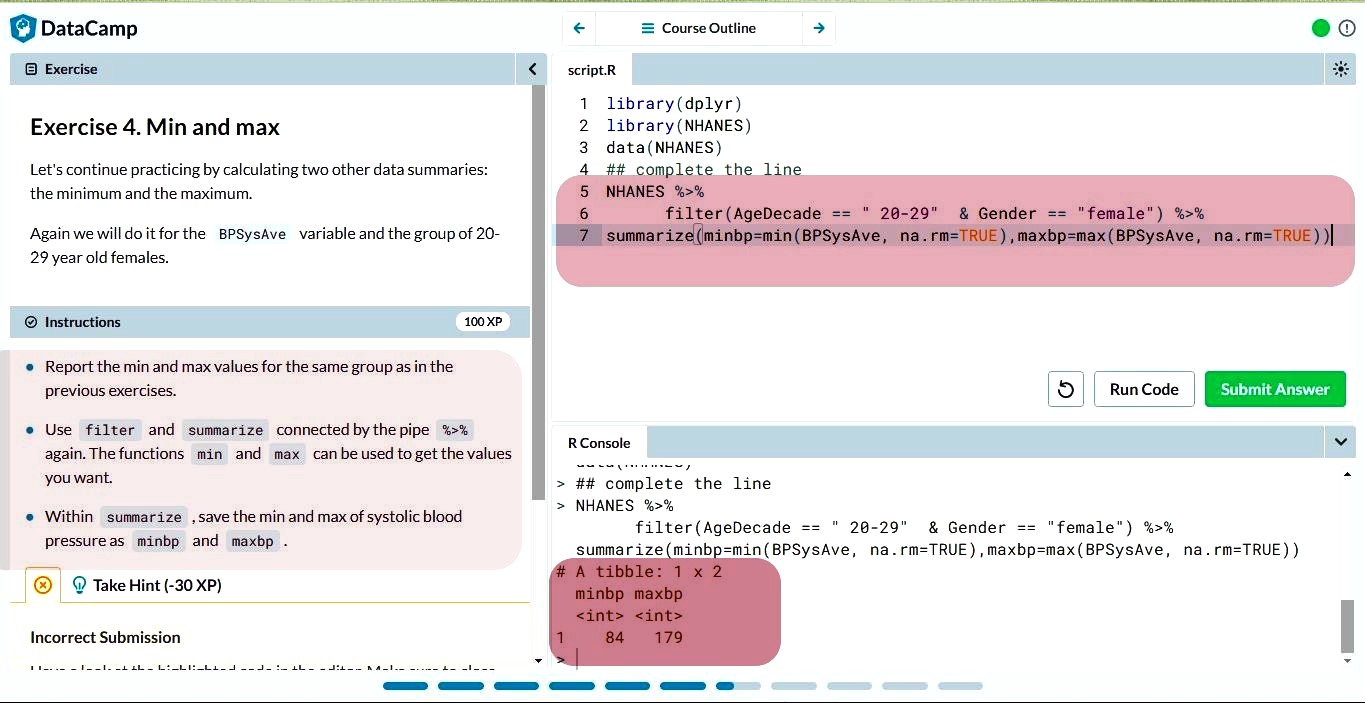 DataCamp
Course Outline
Exercise
script.R
Exercise 4. Min and max
Let's continue practicing by calculating two other data summaries:
the minimum and the maximum.
Again we will do it for the BPSysAve variable and the group of 20-
29 year old females.
Instructions
100 XP
Report the min and max values for the same group as in the
previous exercises.
Use filter and summarize connected by the pipe %>%
again. The functions min and max can be used to get the values
you want.
Within summarize , save the min and max of systolic blood
pressure as minbp and maxbp .
Take Hint (-30 XP)
Incorrect Submission
1 library(dplyr)
2 library(NHANES)
3 data(NHANES)
4 ## complete the line
5 NHANES %>%
6 filter(AgeDecade == " 20-29" & Gender == "female") %>%
7 summarize(minbp=min(BPSysAve, na.rm=TRUE),maxbp=max(BPSysAve, na.rm=TRUE))
Run Code
Submit Answer
R Console
data(NHANES)
> ## complete the line
> NHANES %>%
filter(AgeDecade == " 20-29" & Gender == "female") %>%
summarize(minbp=min(BPSysAve, na.rm=TRUE),maxbp=max(BPSysAve, na.rm=TRUE))
# A tibble: 1 x 2
minbp maxbp
<int> <int>
1 84 179
>